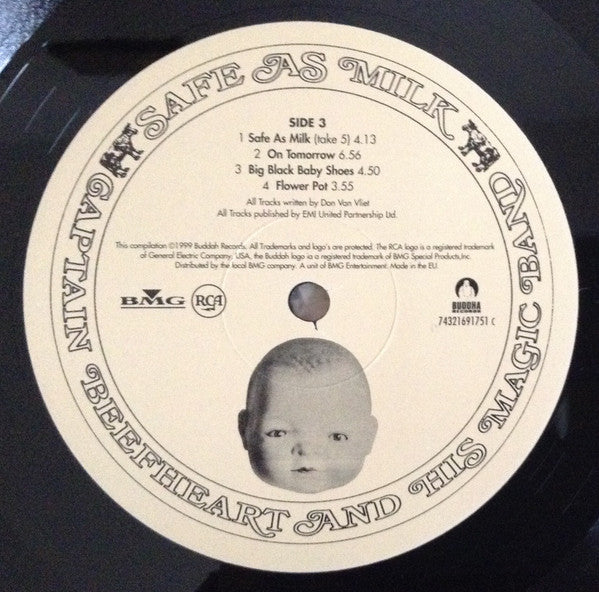 SAFE AS MILK
SIDE 3
1 Safe As Milk (take 5) 4.13
2 On Tomorrow 6.56
3 Big Black Baby Shoes 4.50
4 Flower Pot 3.55
All Tracks written by Don Van Vliet
All Tracks published by EMI United Partnership Ltd.
This compilation ©1999 Buddah Records. All Trademarks and logo's are protected. The RCA logo is a registered trademark
of General Electric Company, USA. the Buddah logo ia a registered trademark of BMG Special Products,Inc.
Distributed by the local BMG company. A unit of BMG Entertainment. Made in the EU.
BMG RCA
BUDDHA
RECORDS
74321691751 C
CAPTAIN BEEFHEART AND HIS MAGIC BAND